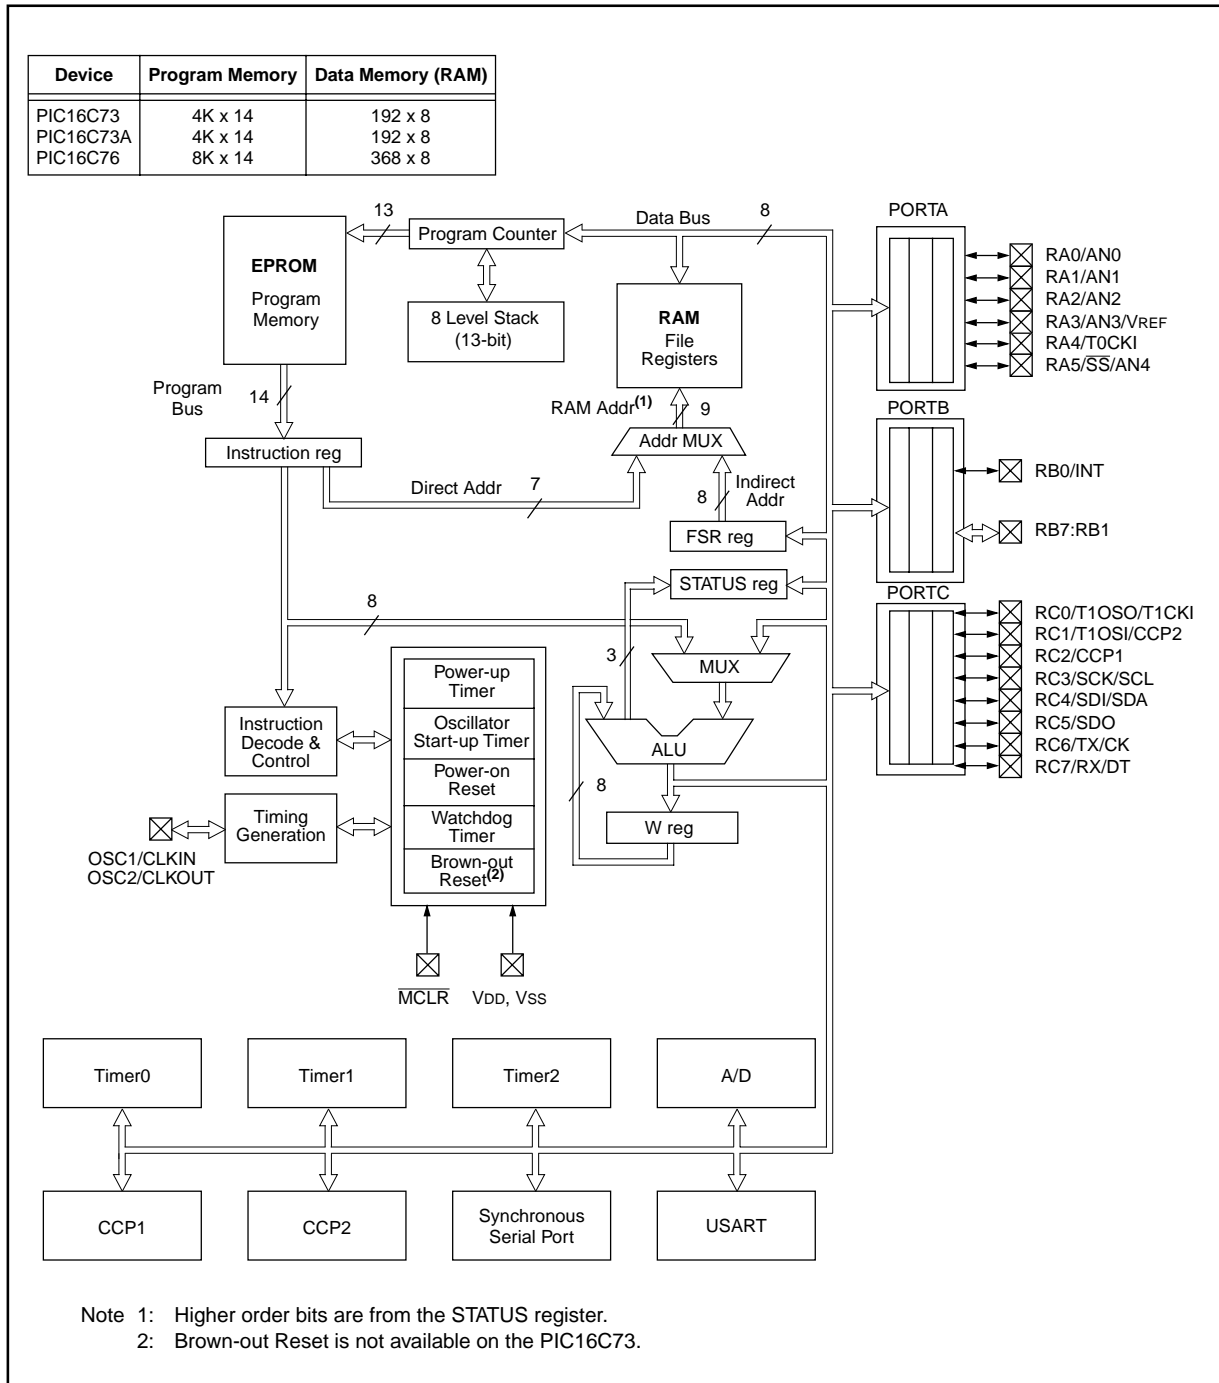 Device Program Memory Data Memory (RAM)
PIC16C73 4K x 14 192 x 8
PIC16C73A 4K x 14 192 x 8
PIC16C76 8K x 14 368 x 8
EPROM
Program
Memory
13
Program Counter
8 Level Stack
(13-bit)
Data Bus
8
RAM
File
Registers
Program
Bus
14
RAM Addr(1)
9
Addr MUX
Instruction reg
Direct Addr
7
8
Indirect
Addr
FSR reg
STATUS reg
8
3
MUX
ALU
8
W reg
Power-up
Timer
Oscillator
Start-up Timer
Power-on
Reset
Watchdog
Timer
Brown-out
Reset(2)
Instruction
Decode &
Control
Timing
Generation
OSC1/CLKIN
OSC2/CLKOUT
MCLR
VDD, VSS
PORTA
RA0/AN0
RA1/AN1
RA2/AN2
RA3/AN3/VREF
RA4/T0CKI
RA5/SS/AN4
PORTB
RB0/INT
RB7:RB1
PORTC
RC0/T1OSO/T1CKI
RC1/T1OSI/CCP2
RC2/CCP1
RC3/SCK/SCL
RC4/SDI/SDA
RC5/SDO
RC6/TX/CK
RC7/RX/DT
Timer0
Timer1
Timer2
A/D
CCP1
CCP2
Synchronous
Serial Port
USART
Note 1: Higher order bits are from the STATUS register.
2: Brown-out Reset is not available on the PIC16C73.